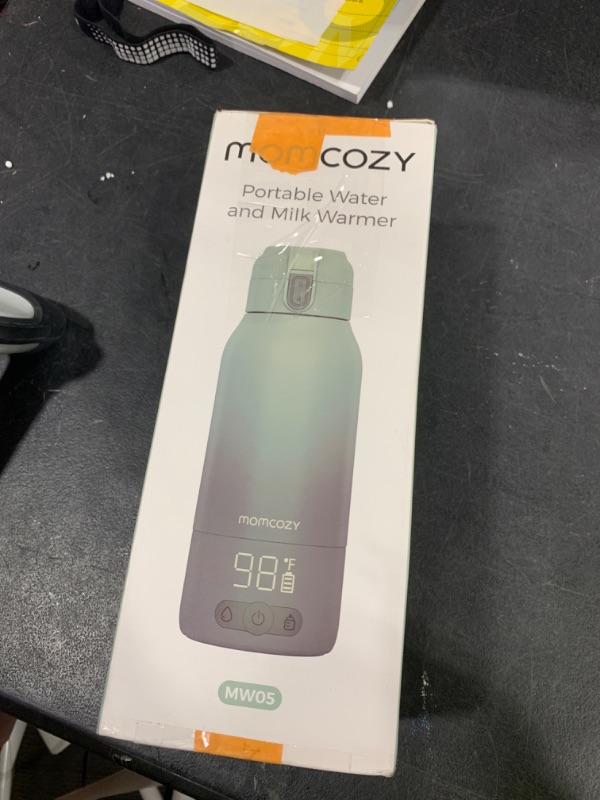 momcozy
Portable Water
and Milk Warmer
momcozy
98°F
MW05